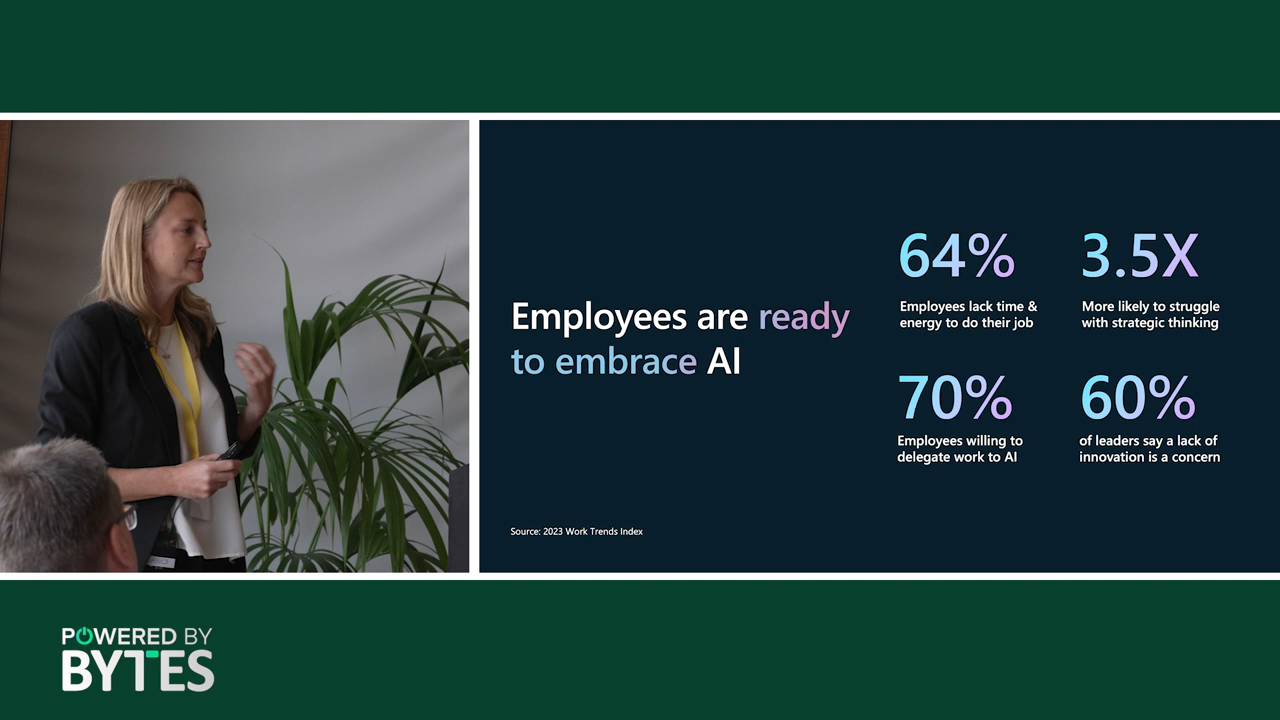 Employees are ready
to embrace AI
64%
Employees lack time &
energy to do their job
3.5X
More likely to struggle
with strategic thinking
70%
Employees willing to
delegate work to AI
60%
of leaders say a lack of
innovation is a concern
Source: 2023 Work Trends Index
POWERED BY
BYTES